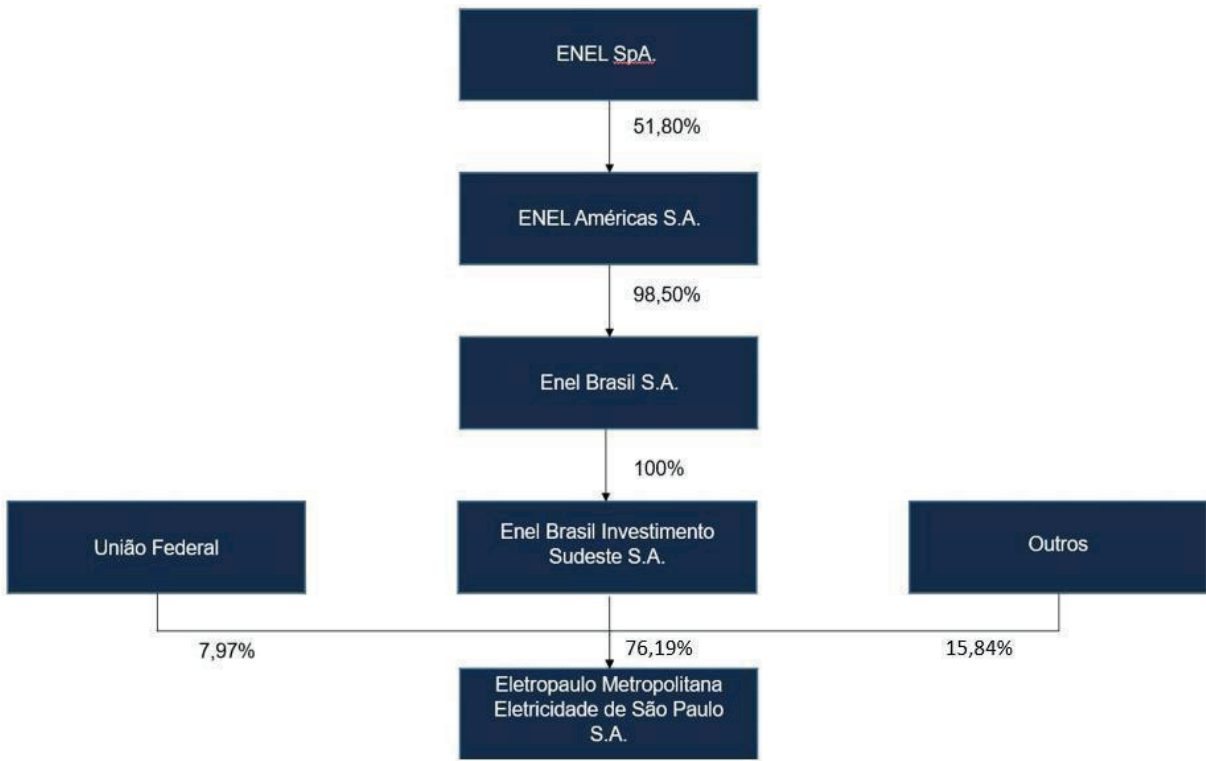 ENEL SpA.
51,80%
ENEL Américas S.A.
98,50%
Enel Brasil S.A.
100%
União Federal
Enel Brasil Investimento
Sudeste S.A.
Outros
7,97%
76,19%
15,84%
Eletropaulo Metropolitana
Eletricidade de São Paulo
S.A.